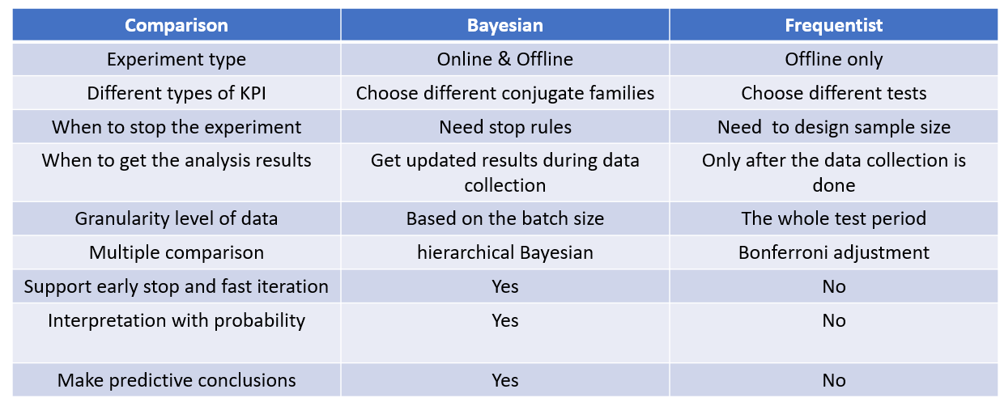 Comparison Bayesian Frequentist
Experiment type Online & Offline Offline only
Different types of KPI Choose different conjugate families Choose different tests
When to stop the experiment Need stop rules Need  to design sample size
When to get the analysis results Get updated results during data Only after the data collection is
collection done
Granularity level of data Based on the batch size The whole test period
Multiple comparison hierarchical Bayesian Bonferroni adjustment
Support early stop and fast iteration Yes No
Interpretation with probability Yes No
Make predictive conclusions Yes No